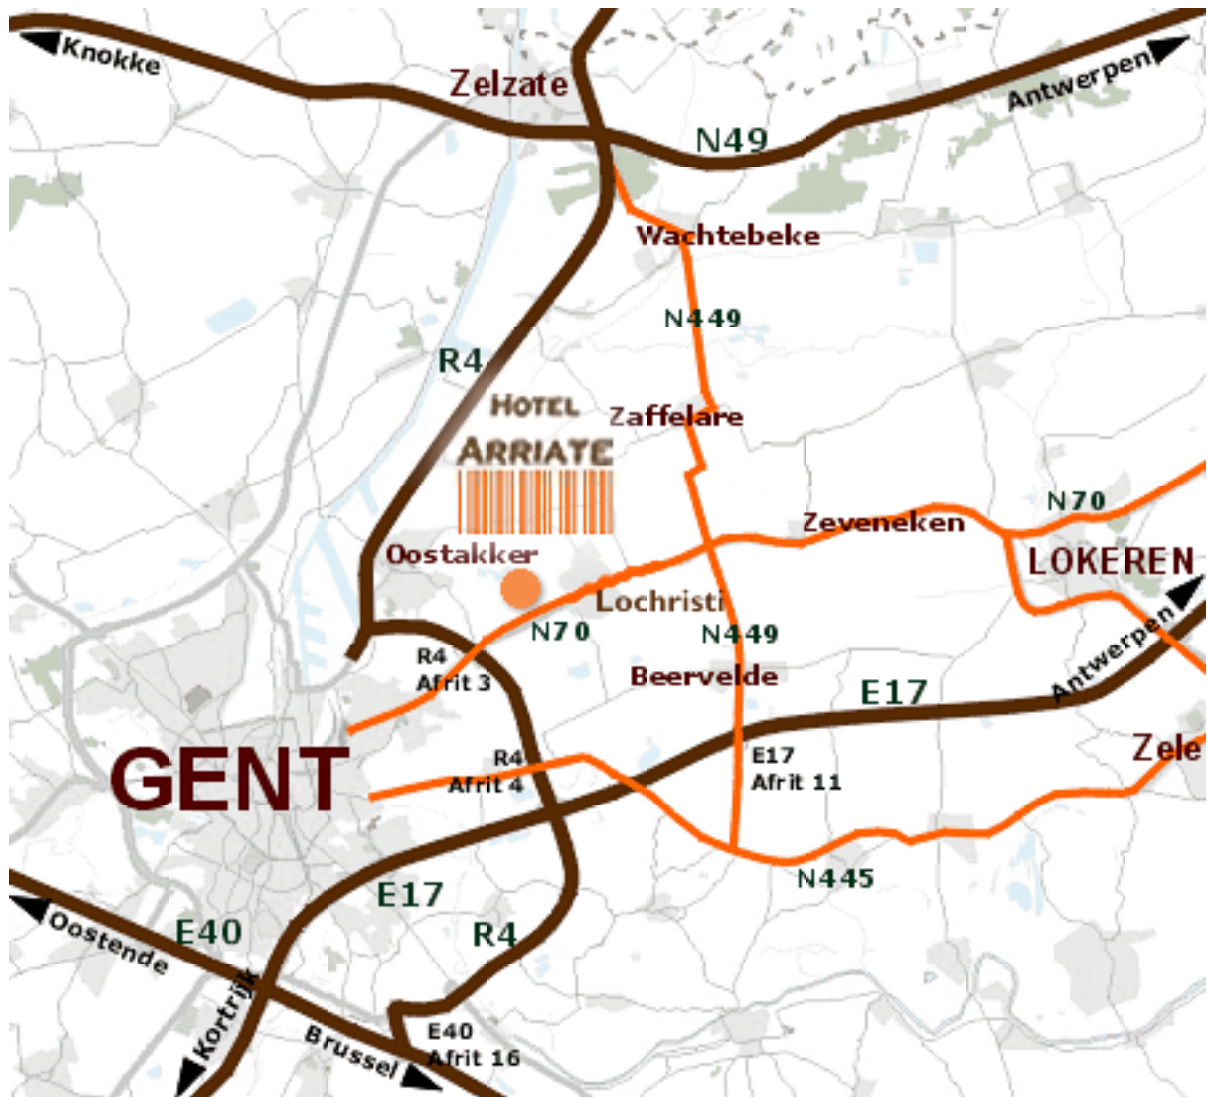 Knokke
Zelzate
Antwerpen
N49
Wachtebeke
N449
R4
HOTEL
ARRIATE
Zaffelare
Zeveneken
N70
Oostakker
LOKEREN
Lochristi
N70
N449
R4
Afrit 3
Beervelde
Antwerpen
E17
GENT
R4
Afrit 4
E17
Afrit 11
Zele
N445
E17
E40
R4
Oostende
Kortrijk
Brussel
E40
Afrit 16